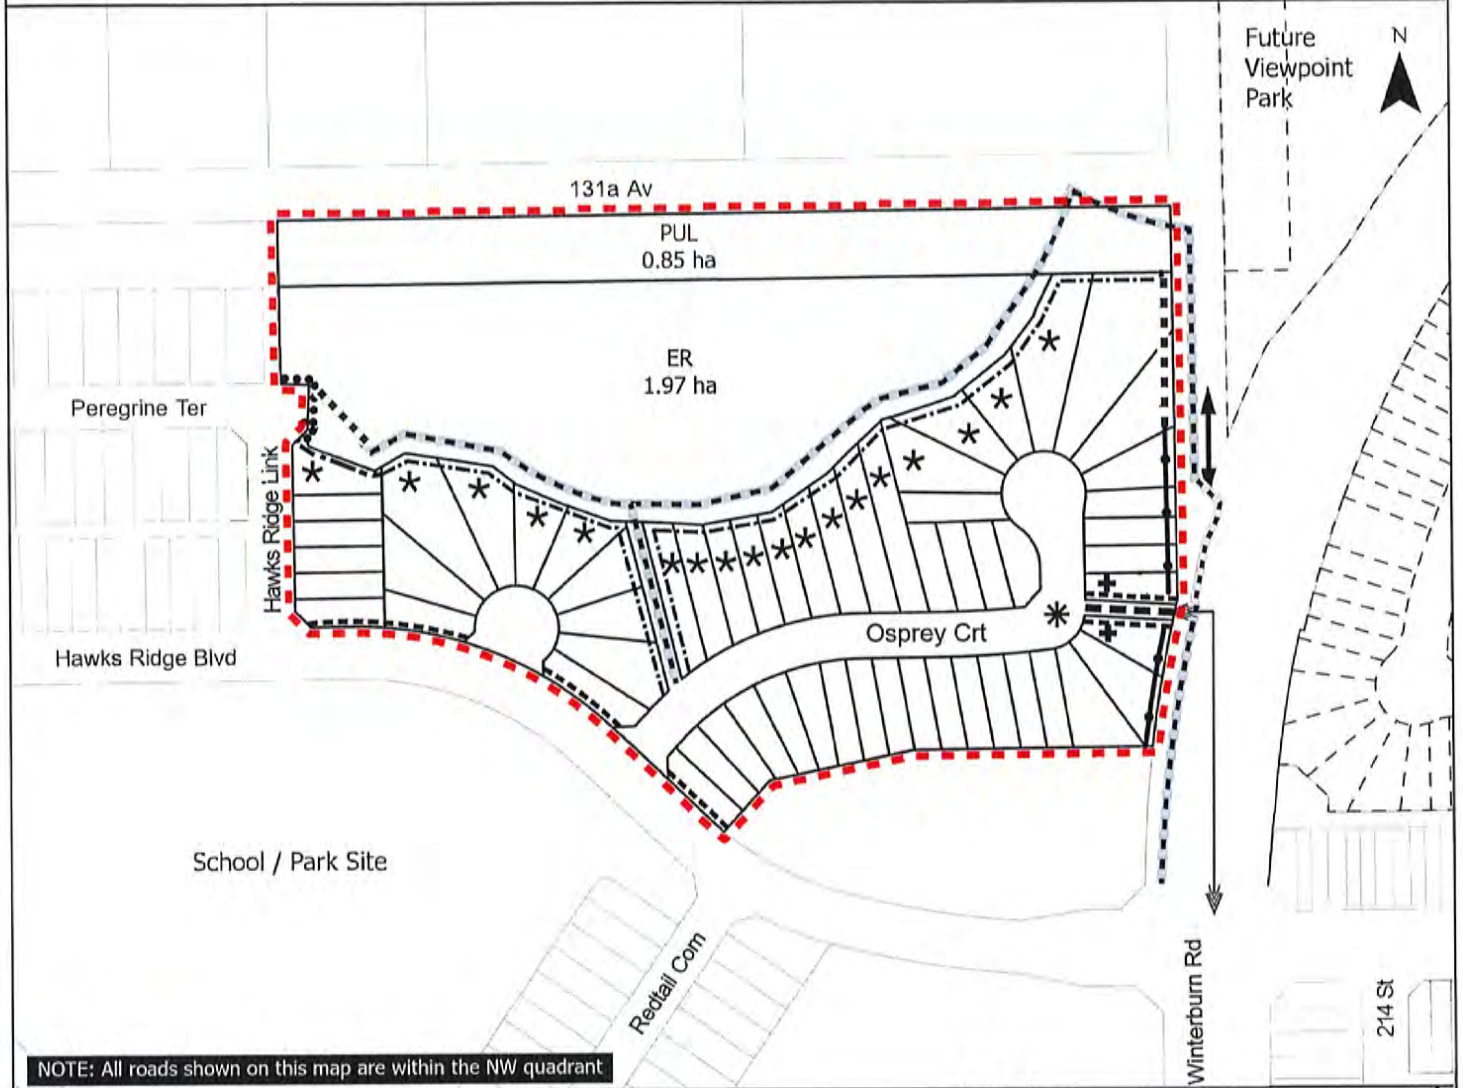 Future
Viewpoint
Park
N
131a Av
PUL
0.85 ha
ER
1.97 ha
Peregrine Ter
Hawks Ridge Link
Osprey Crt
Hawks Ridge Blvd
School / Park Site
Redtail Com
Winterburn Rd
214 St
NOTE: All roads shown on this map are within the NW quadrant